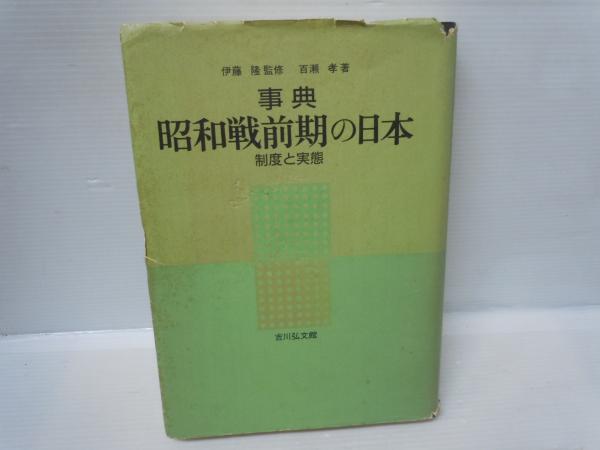 伊藤 隆監修 百瀬 孝著
事典
昭和戦前期の日本
制度と実態
吉川弘文館